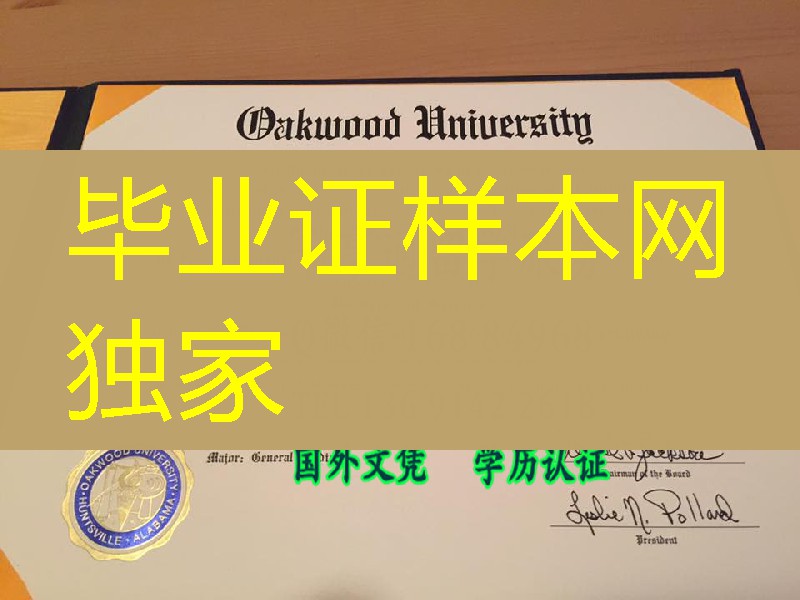 Oakwood University
毕业证样本网
独家
Major: General
国外文凭 学历认证
of the Board
Leslie N. Pollard
President
OAKWOOD UNIVERSITY
HUNTSVILLE · ALABAMA